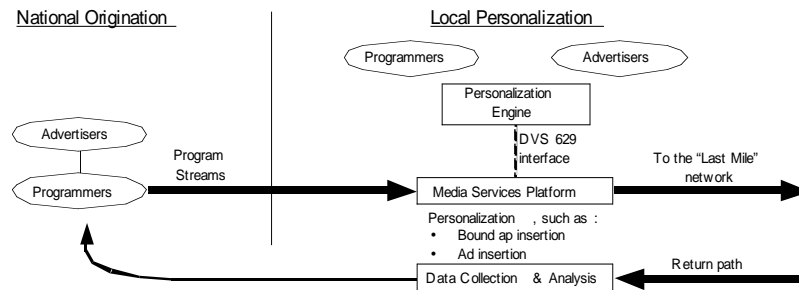 National Origination
Local Personalization
Programmers
Advertisers
Personalization
Engine
Advertisers
DVS 629
interface
Program
Streams
To the “Last Mile”
network
Programmers
Media Services Platform
Personalization , such as :
• Bound ap insertion
• Ad insertion
Return path
Data Collection & Analysis